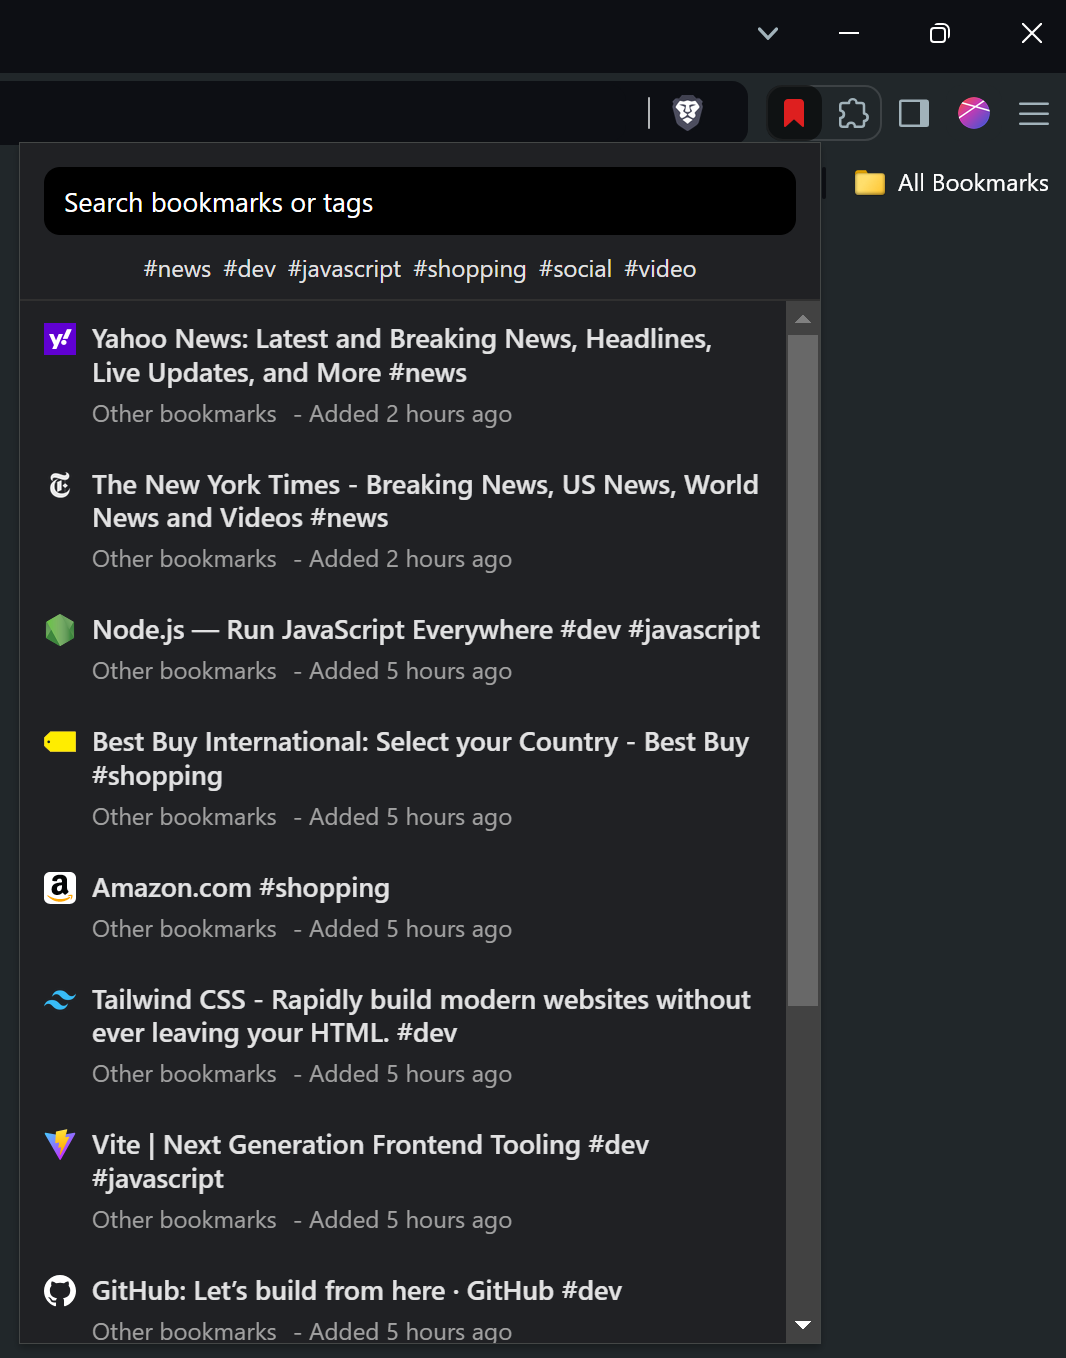 All Bookmarks
Search bookmarks or tags
#news #dev #javascript #shopping #social #video
Yahoo News: Latest and Breaking News, Headlines,
Live Updates, and More #news
Other bookmarks - Added 2 hours ago
The New York Times - Breaking News, US News, World
News and Videos #news
Other bookmarks - Added 2 hours ago
Node.js — Run JavaScript Everywhere #dev #javascript
Other bookmarks - Added 5 hours ago
Best Buy International: Select your Country - Best Buy
#shopping
Other bookmarks - Added 5 hours ago
Amazon.com #shopping
Other bookmarks - Added 5 hours ago
Tailwind CSS - Rapidly build modern websites without
ever leaving your HTML. #dev
Other bookmarks - Added 5 hours ago
Vite | Next Generation Frontend Tooling #dev
#javascript
Other bookmarks - Added 5 hours ago
GitHub: Let’s build from here · GitHub #dev
Other bookmarks - Added 5 hours ago